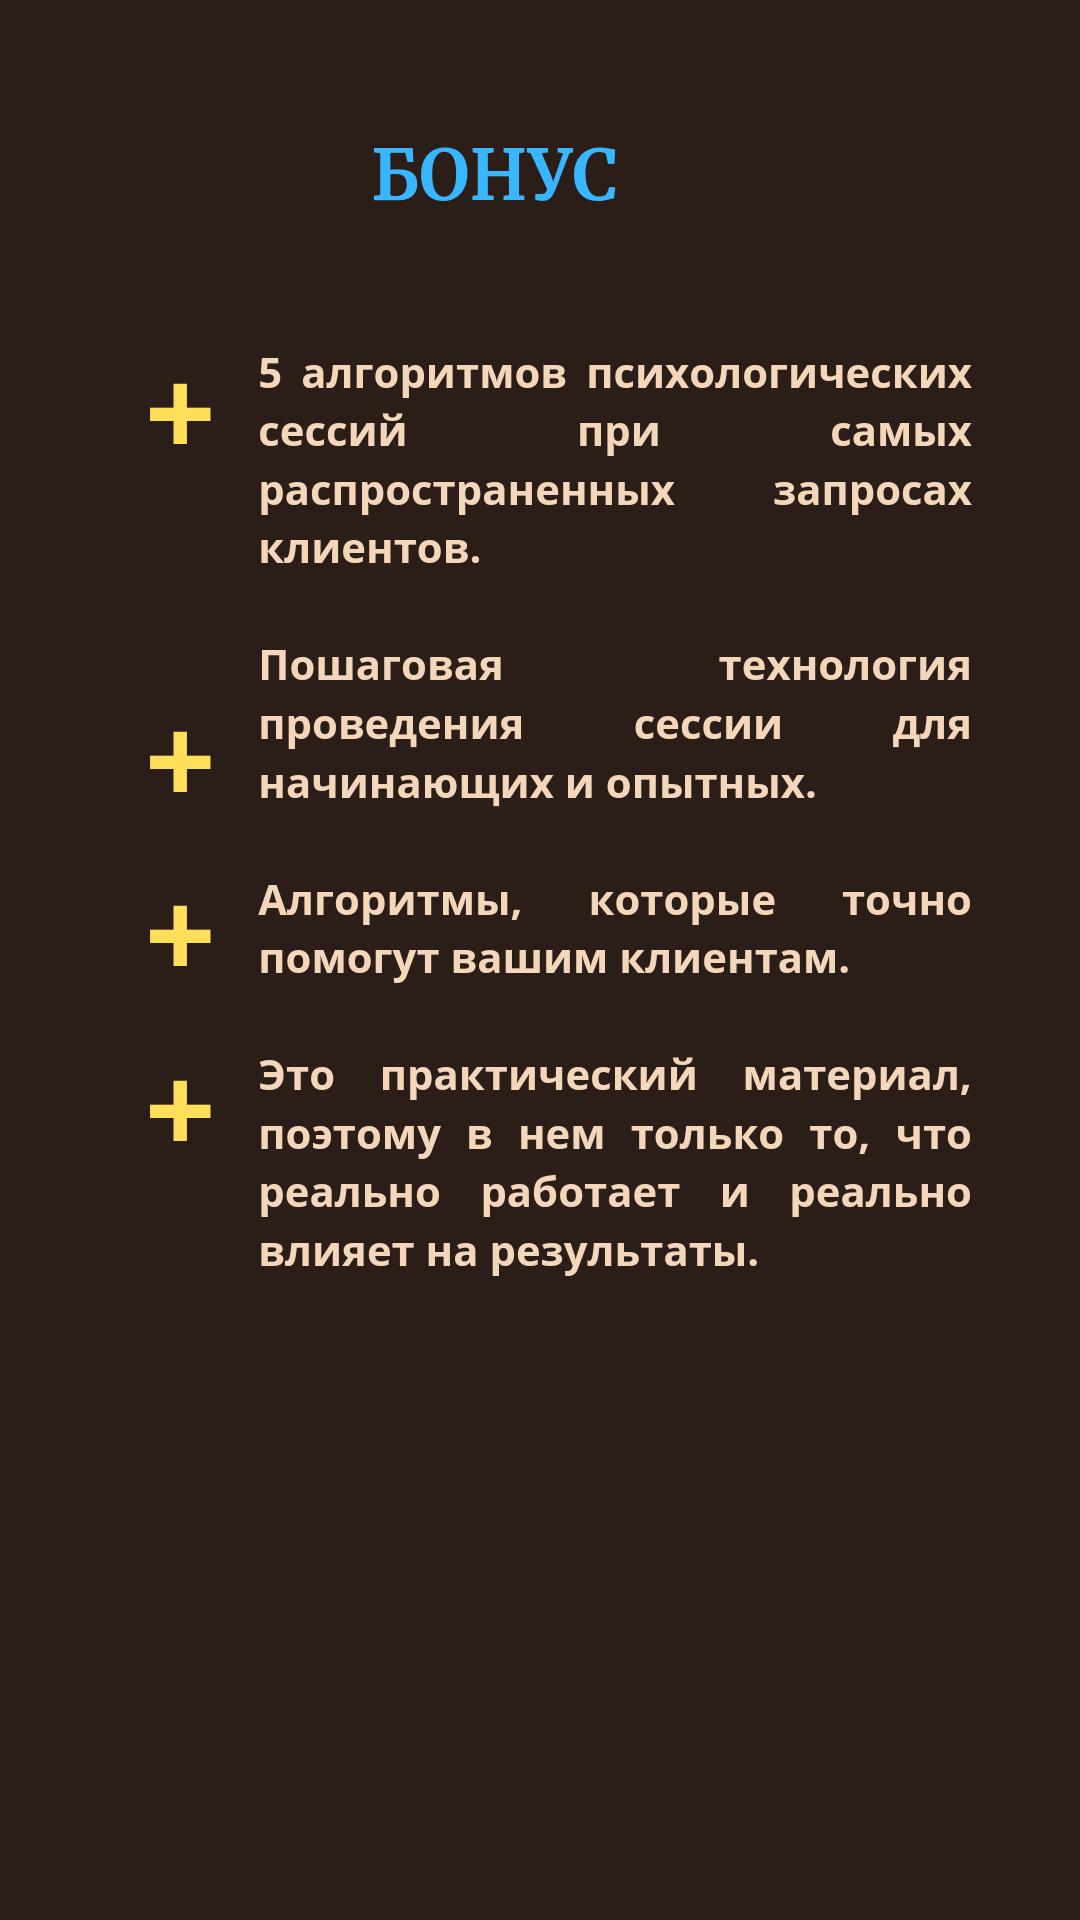 БОНУС
+ 5 алгоритмов психологических
сессий при самых
распространенных запросах
клиентов.
Пошаговая технология
+ проведения сессии для
начинающих и опытных.
+ Алгоритмы, которые точно
помогут вашим клиентам.
+ Это практический материал,
поэтому в нем только то, что
реально работает и реально
влияет на результаты.